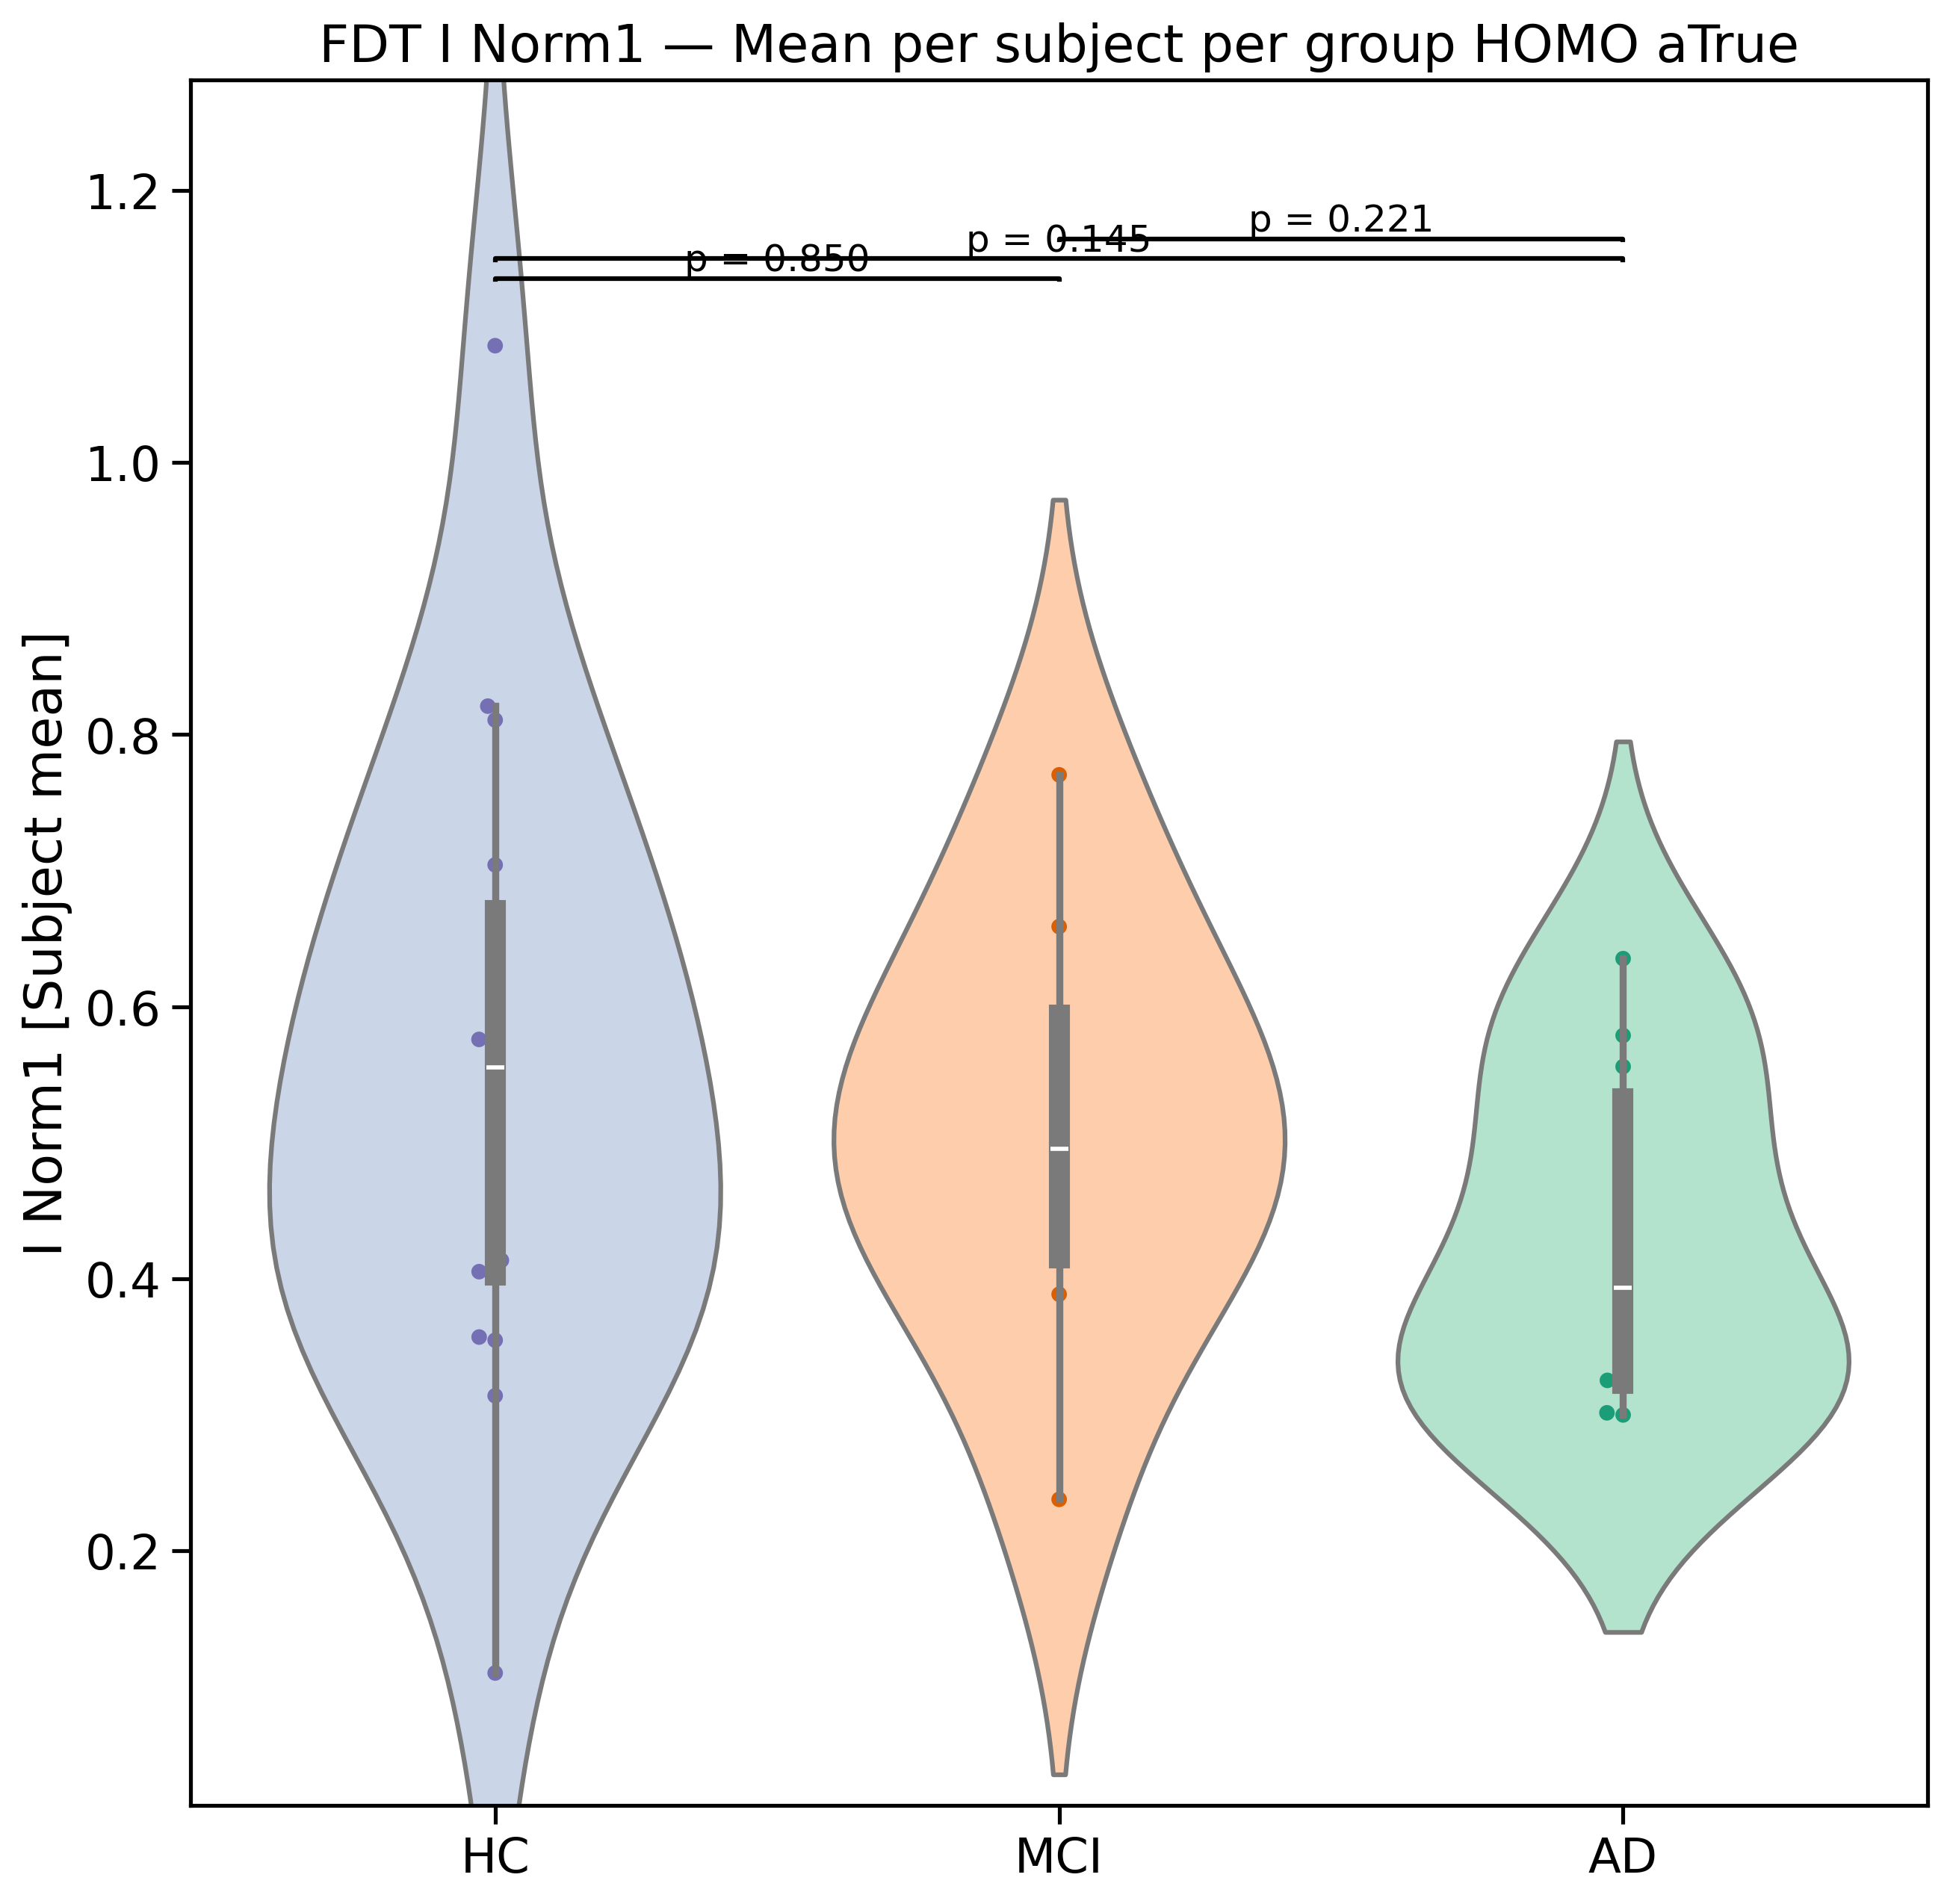 FDT I Norm1 — Mean per subject per group HOMO aTrue
1.2
1.0
0.8
0.6
0.4
0.2
I Norm1 [Subject mean]
p = 0.850
p = 0.145
p = 0.221
HC
MCI
AD